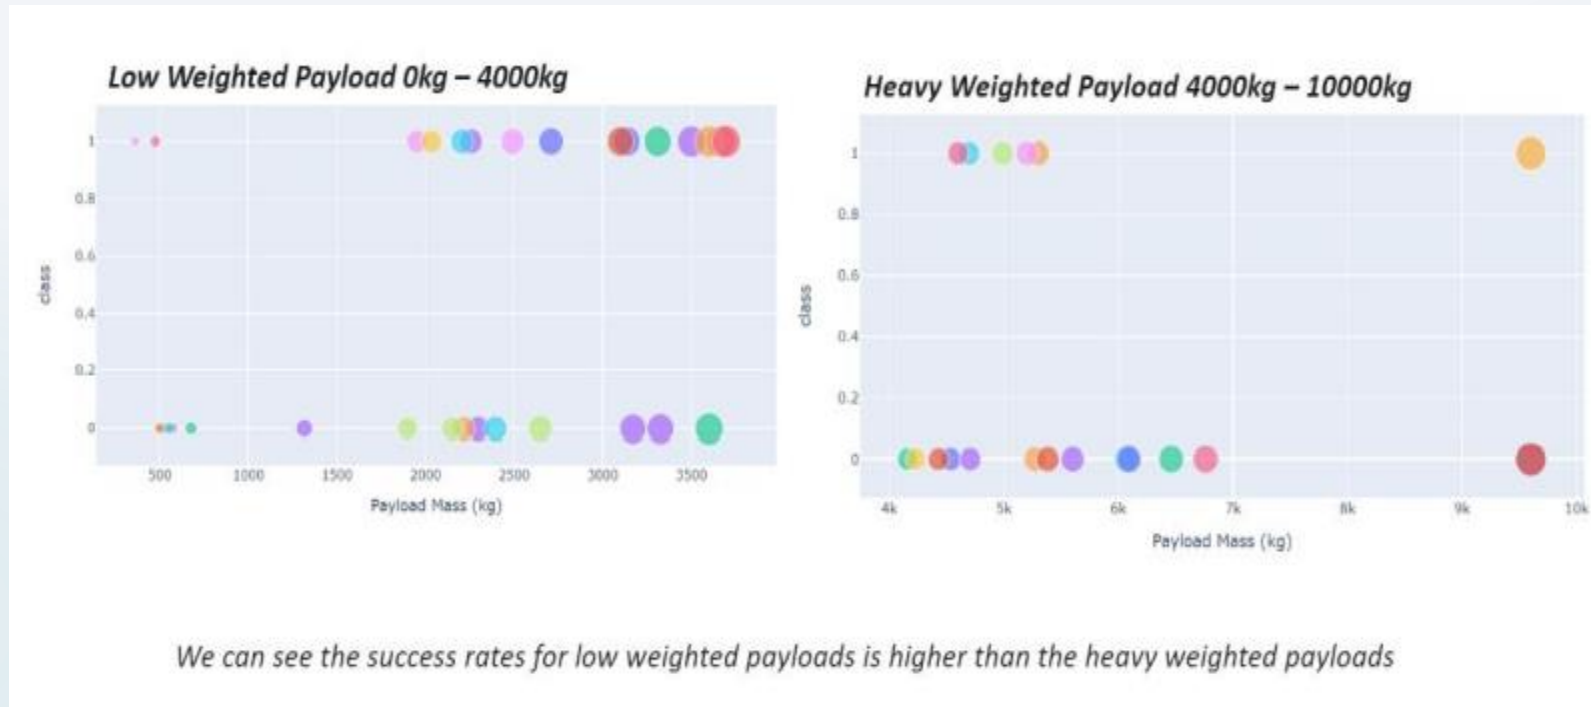 Low Weighted Payload 0kg – 4000kg
1
0.8
0.6
0.4
0.2
0
class
500 1000 1500 2000 2500 3000 3500
Payload Mass (kg)
Heavy Weighted Payload 4000kg – 10000kg
1
0.8
0.6
0.4
0.2
0
class
4k 5k 6k 7k 8k 9k 10k
Payload Mass (kg)
We can see the success rates for low weighted payloads is higher than the heavy weighted payloads